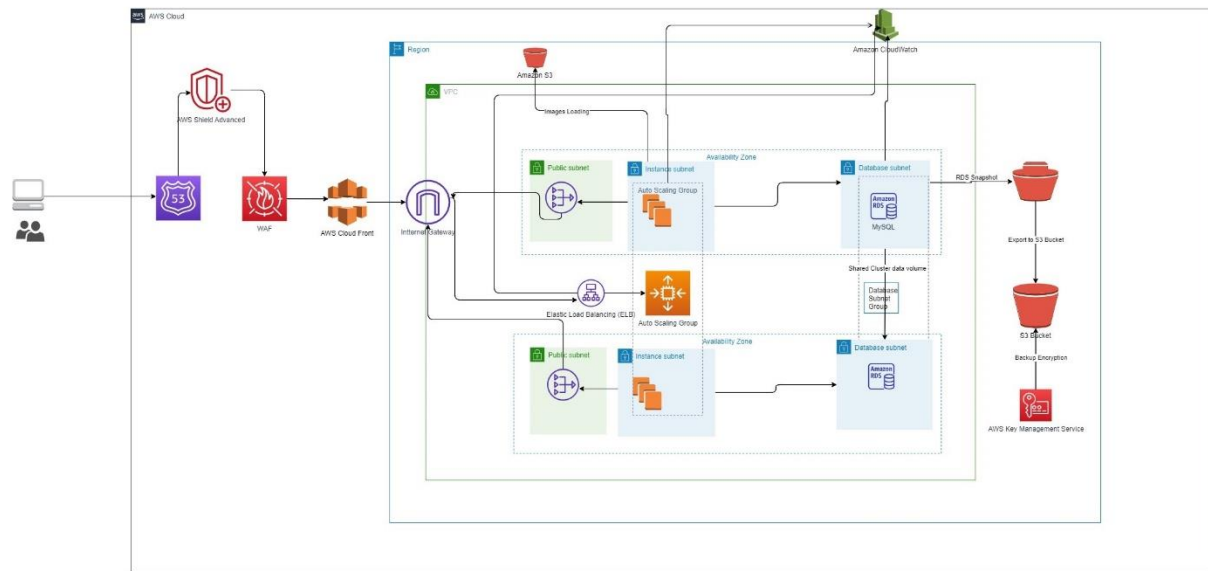 aws
AWS Cloud
Region
Amazon CloudWatch
Amazon S3
AWS Shield Advanced
VPC
Images Loading
Availability Zone
Public subnet
Instance subnet
Database subnet
Auto Scaling Group
RDS Snapshot
53
Amazon
RDS
MySQL
WAF
AWS Cloud Front
Intternet Gateway
Export to S3 Bucket
Shared Cluster data volume
Database
Subnet
Group
Elastic Load Balancing (ELB)
Auto Scaling Group
S3 Bucket
Availability Zone
Public subnet
Instance subnet
Database subnet
Backup Encryption
Amazon
RDS
AWS Key Management Service